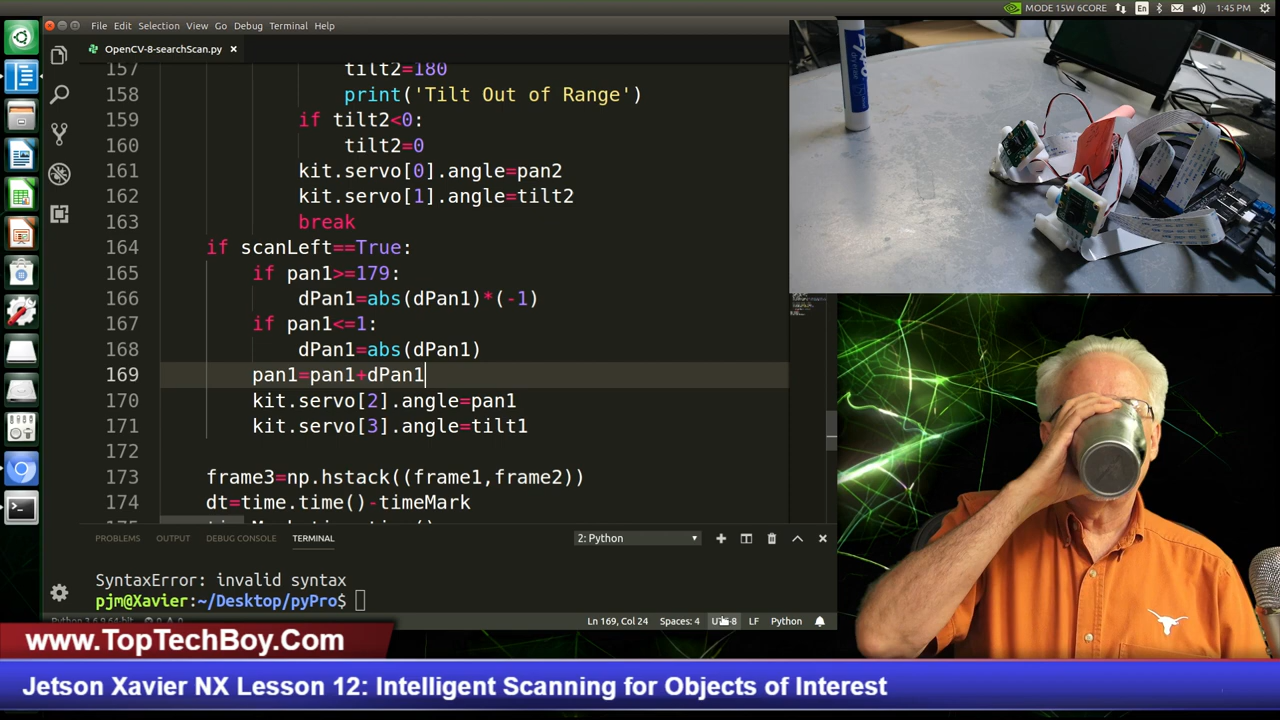 MODE 15W 6CORE En 1:45 PM
File Edit Selection View Go Debug Terminal Help
OpenCV-8-searchScan.py
157 tilt2=180
158 print('Tilt Out of Range')
159 if tilt2<0:
160 tilt2=0
161 kit.servo[0].angle=pan2
162 kit.servo[1].angle=tilt2
163 break
164 if scanLeft==True:
165 if pan1>=179:
166 dPan1=abs(dPan1)*(-1)
167 if pan1<=1:
168 dPan1=abs(dPan1)
169 pan1=pan1+dPan1
170 kit.servo[2].angle=pan1
171 kit.servo[3].angle=tilt1
172
173 frame3=np.hstack((frame1,frame2))
174 dt=time.time()-timeMark
PROBLEMS OUTPUT DEBUG CONSOLE TERMINAL 2: Python
SyntaxError: invalid syntax
pjm@Xavier:~/Desktop/pyPro$
Ln 169, Col 24 Spaces: 4 LF Python
www.TopTechBoy.Com
Jetson Xavier NX Lesson 12: Intelligent Scanning for Objects of Interest